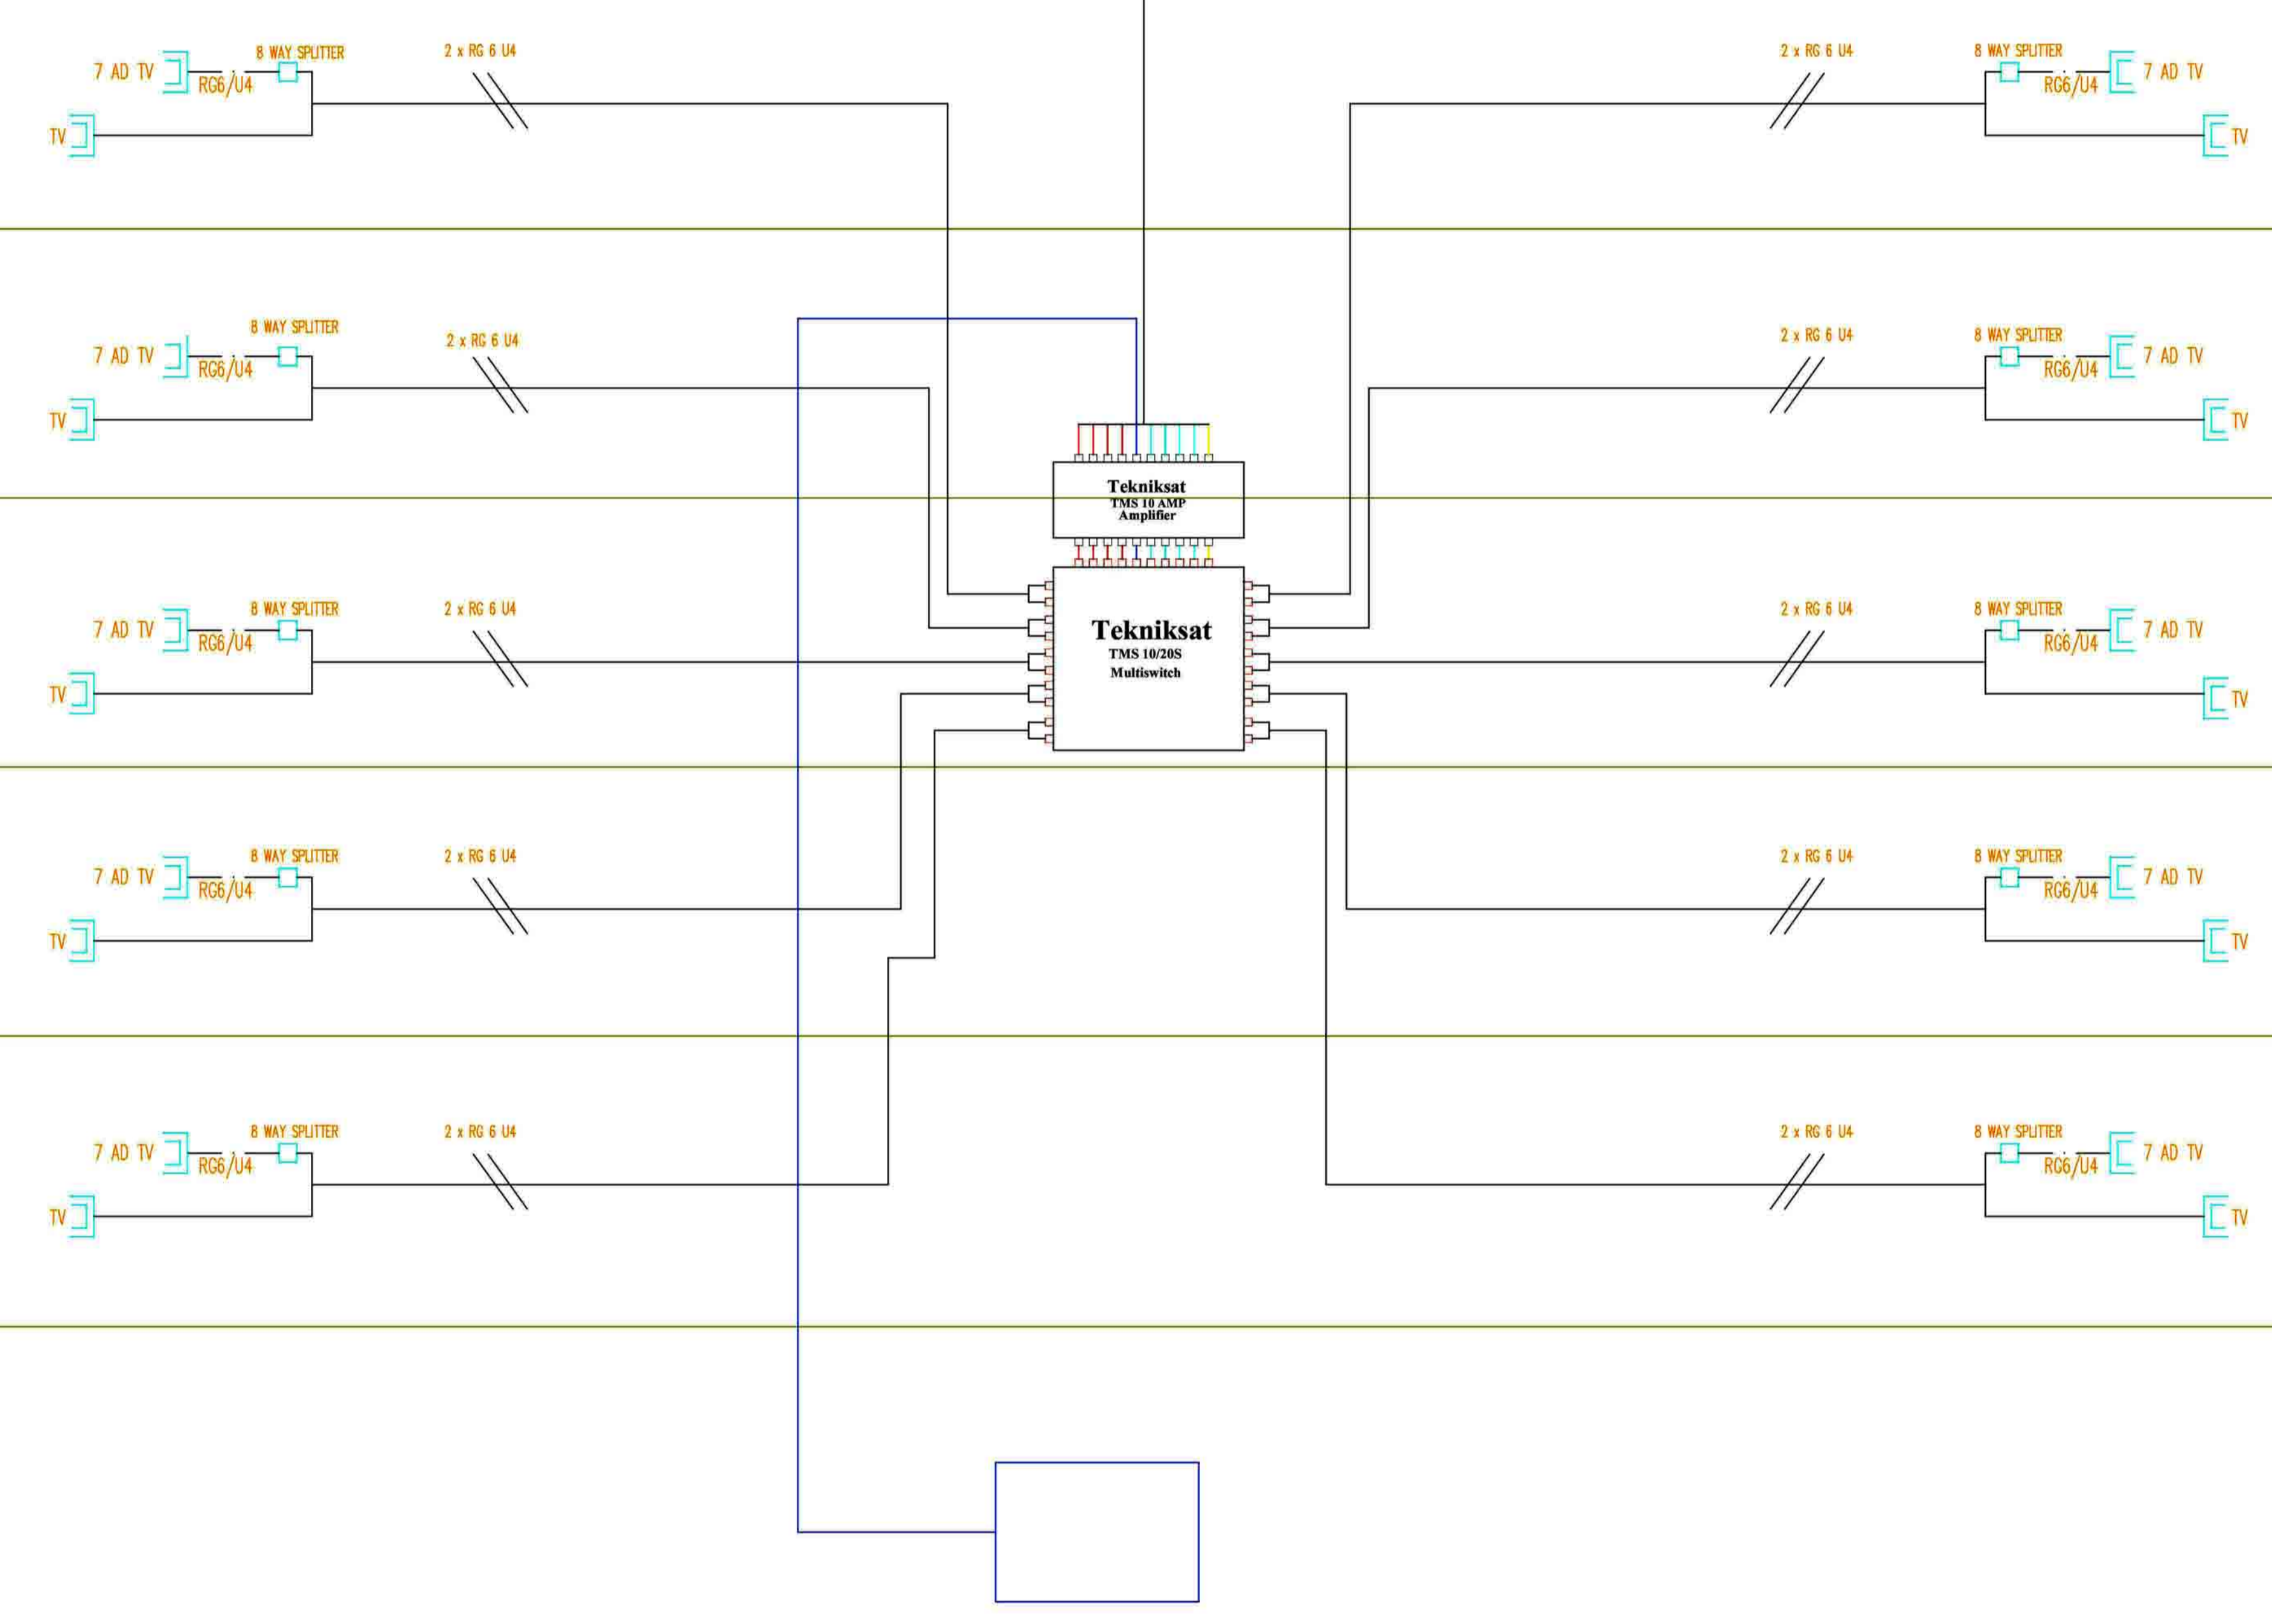 8 WAY SPLITTER
2 x RG 6 U4
2 x RG 6 U4
8 WAY SPLITTER
7 AD TV
RG6/U4
RG6/U4
7 AD TV
TV
TV
8 WAY SPLITTER
2 x RG 6 U4
2 x RG 6 U4
8 WAY SPLITTER
7 AD TV
RG6/U4
RG6/U4
7 AD TV
TV
TV
Tekniksat
TMS 10 AMP
Amplifier
8 WAY SPLITTER
2 x RG 6 U4
2 x RG 6 U4
8 WAY SPLITTER
7 AD TV
RG6/U4
RG6/U4
7 AD TV
Tekniksat
TMS 10/20S
Multiswitch
TV
TV
8 WAY SPLITTER
2 x RG 6 U4
2 x RG 6 U4
8 WAY SPLITTER
7 AD TV
RG6/U4
RG6/U4
7 AD TV
TV
TV
8 WAY SPLITTER
2 x RG 6 U4
2 x RG 6 U4
8 WAY SPLITTER
7 AD TV
RG6/U4
RG6/U4
7 AD TV
TV
TV